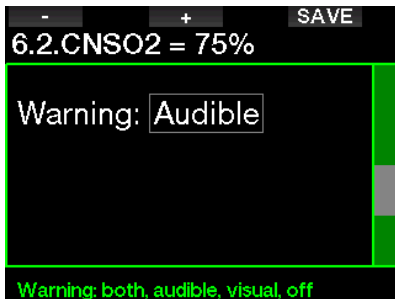 - + SAVE
6.2.CNSO2 = 75%
Warning: Audible
Warning: both, audible, visual, off